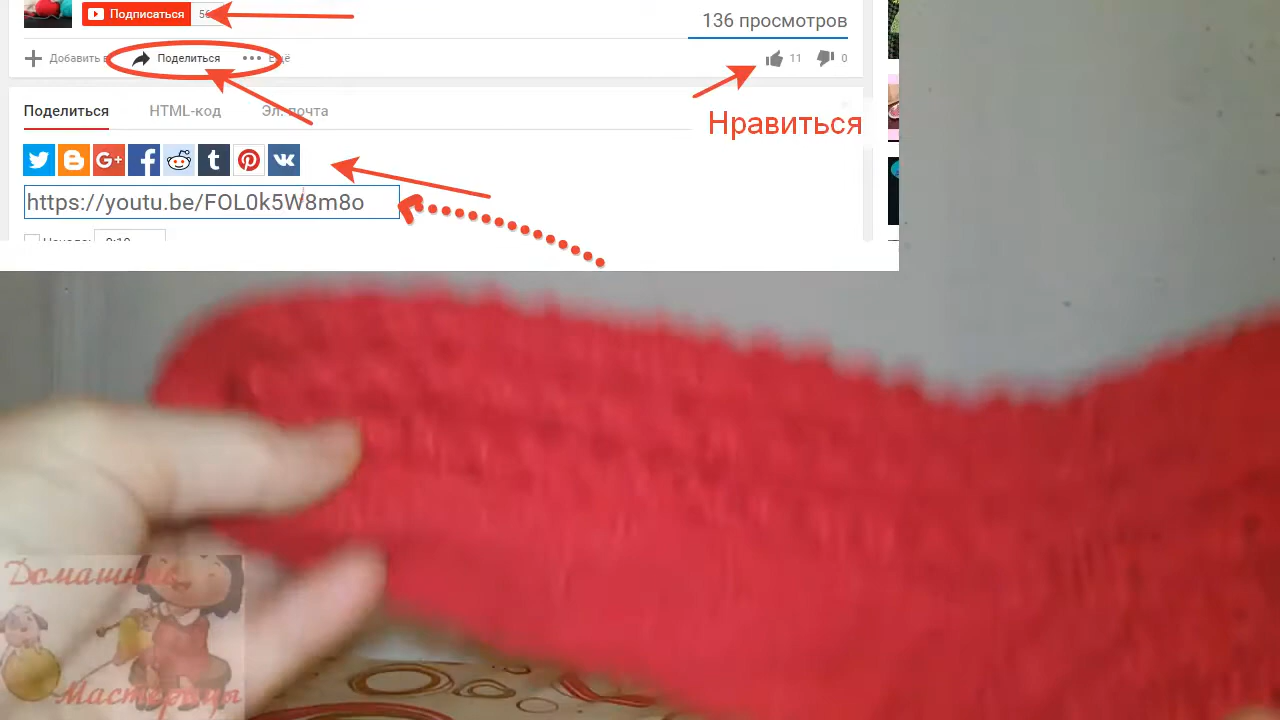 Подписаться
136 просмотров
Добавить в
Поделиться
Ещё
11
0
Поделиться
HTML-код
Эл. почта
Нравиться
https://youtu.be/FOL0k5W8m8o
Домашние
Мастерицы